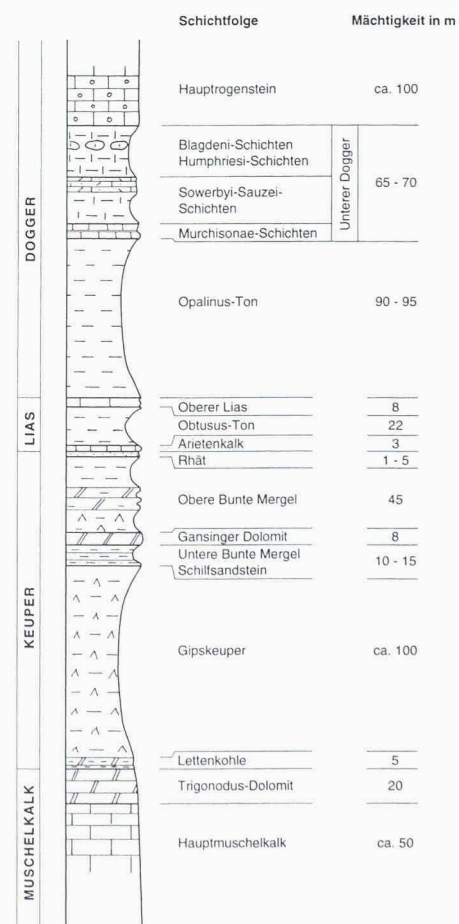 Schichtfolge Mächtigkeit in m
Hauptrogenstein ca. 100
Blagdeni-Schichten
Humphriesi-Schichten
Unterer Dogger
65 - 70
Sowerbyi-Sauzei-
Schichten
Murchisonae-Schichten
DOGGER
Opalinus-Ton 90 - 95
LIAS
Oberer Lias 8
Obtusus-Ton 22
Arietenkalk 3
Rhät 1 - 5
KEUPER
Obere Bunte Mergel 45
Gansinger Dolomit 8
Untere Bunte Mergel
Schilfsandstein
10 - 15
Gipskeuper ca. 100
Lettenkohle 5
MUSCHELKALK
Trigonodus-Dolomit 20
Hauptmuschelkalk ca. 50